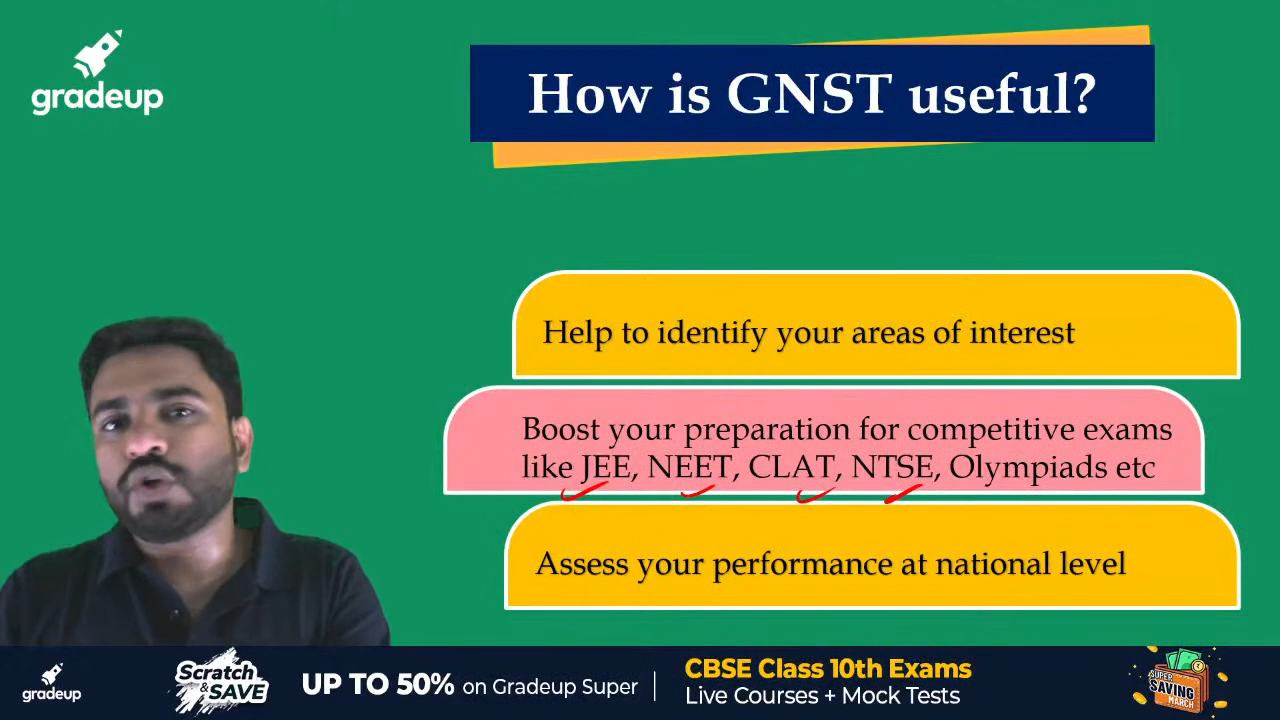 gradeup
How is GNST useful?
Help to identify your areas of interest
Boost your preparation for competitive exams
like JEE, NEET, CLAT, NTSE, Olympiads etc
Assess your performance at national level
gradeup
Scratch
& SAVE
UP TO 50% on Gradeup Super
CBSE Class 10th Exams
Live Courses + Mock Tests
SUPER
SAVING
MARCH